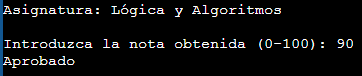 Asignatura: Lógica y Algoritmos
Introduzca la nota obtenida (0-100): 90
Aprobado